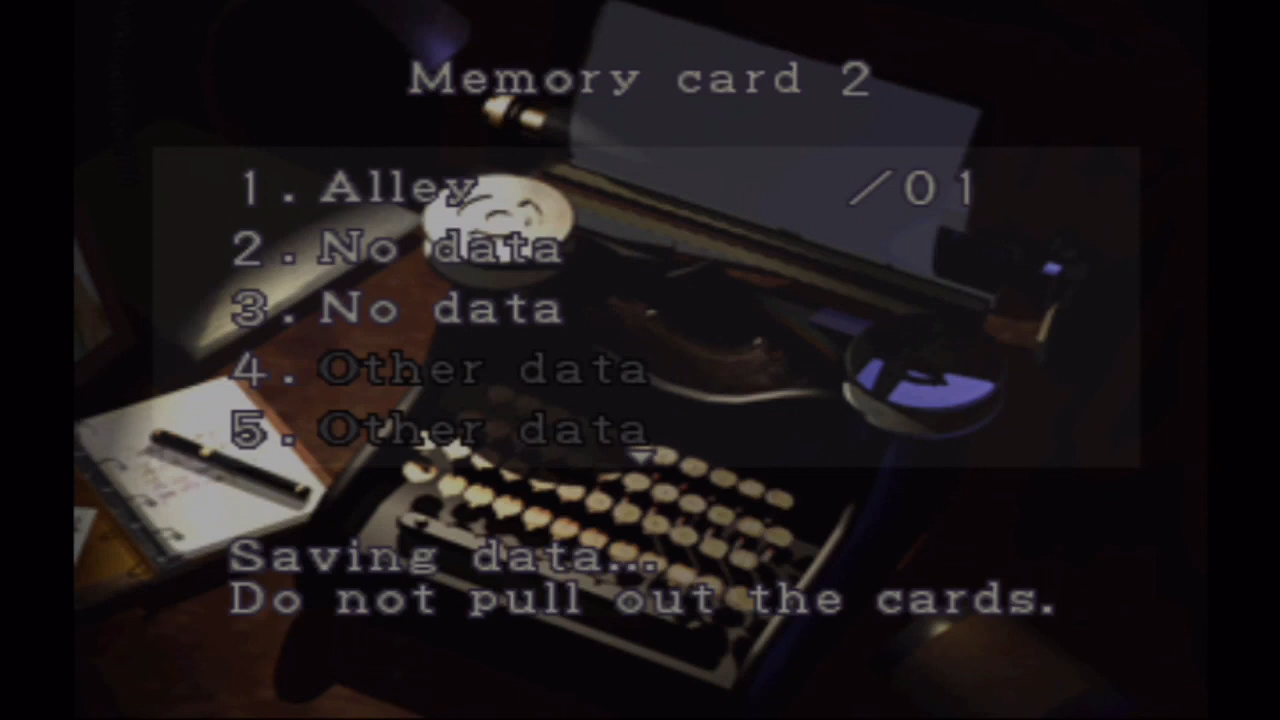 Memory card 2
1. Alley /01
2. No data
3. No data
4. Other data
5. Other data
Saving data...
Do not pull out the cards.